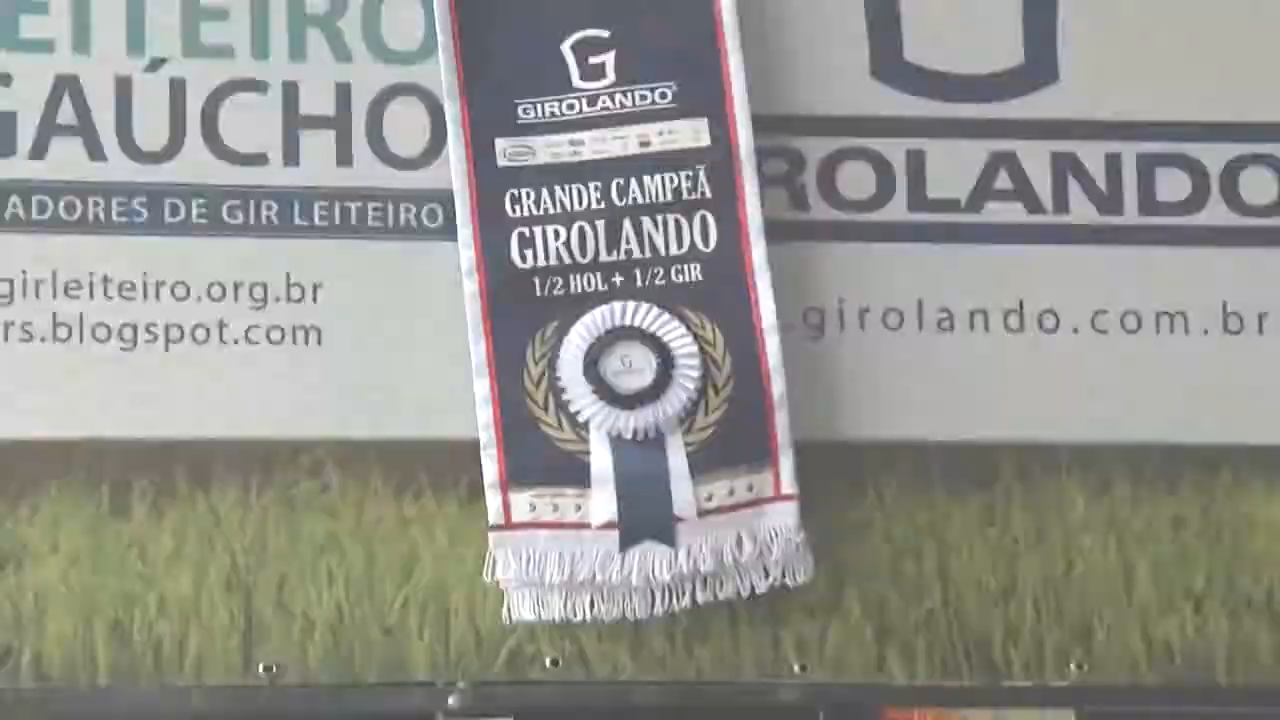 LEITEIRO
GAÚCHO
ADORES DE GIR LEITEIRO
girleiteiro.org.br
rs.blogspot.com
G
GIROLANDO
GRANDE CAMPEÃ
GIROLANDO
1/2 HOL + 1/2 GIR
G
ROLANDO
.girolando.com.br